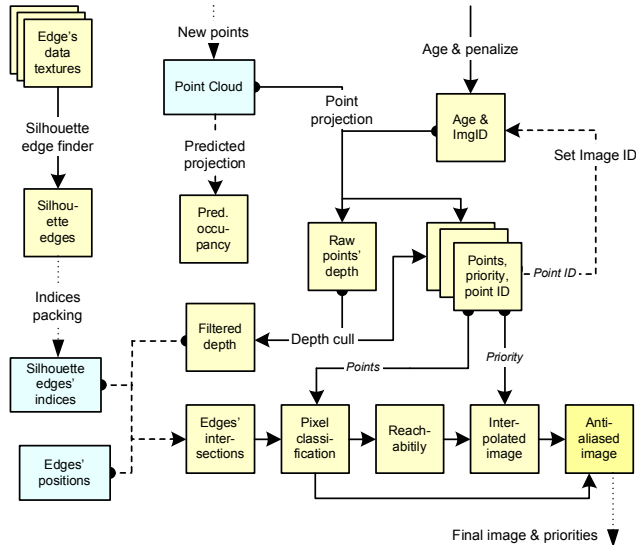 Edge's
data
textures
New points
Age & penalize
Point Cloud
Point
projection
Age &
ImgID
Silhouette
edge finder
Predicted
projection
Set Image ID
Silhou-
ette
edges
Pred.
occu-
pancy
Raw
points'
depth
Points,
priority,
point ID
Point ID
Indices
packing
Filtered
depth
Depth cull
Silhouette
edges'
indices
Points
Priority
Edges'
inter-
sections
Pixel
classi-
fication
Reach-
abitily
Inter-
polated
image
Anti-
aliased
image
Edges'
positions
Final image & priorities